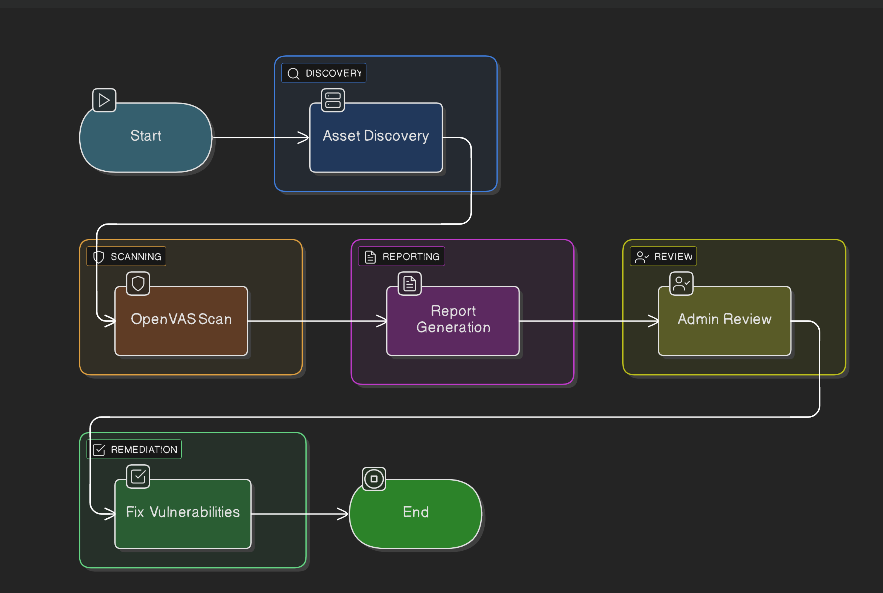 DISCOVERY
Start
Asset Discovery
SCANNING
REPORTING
REVIEW
OpenVAS Scan
Report
Generation
Admin Review
REMEDIATION
Fix Vulnerabilities
End